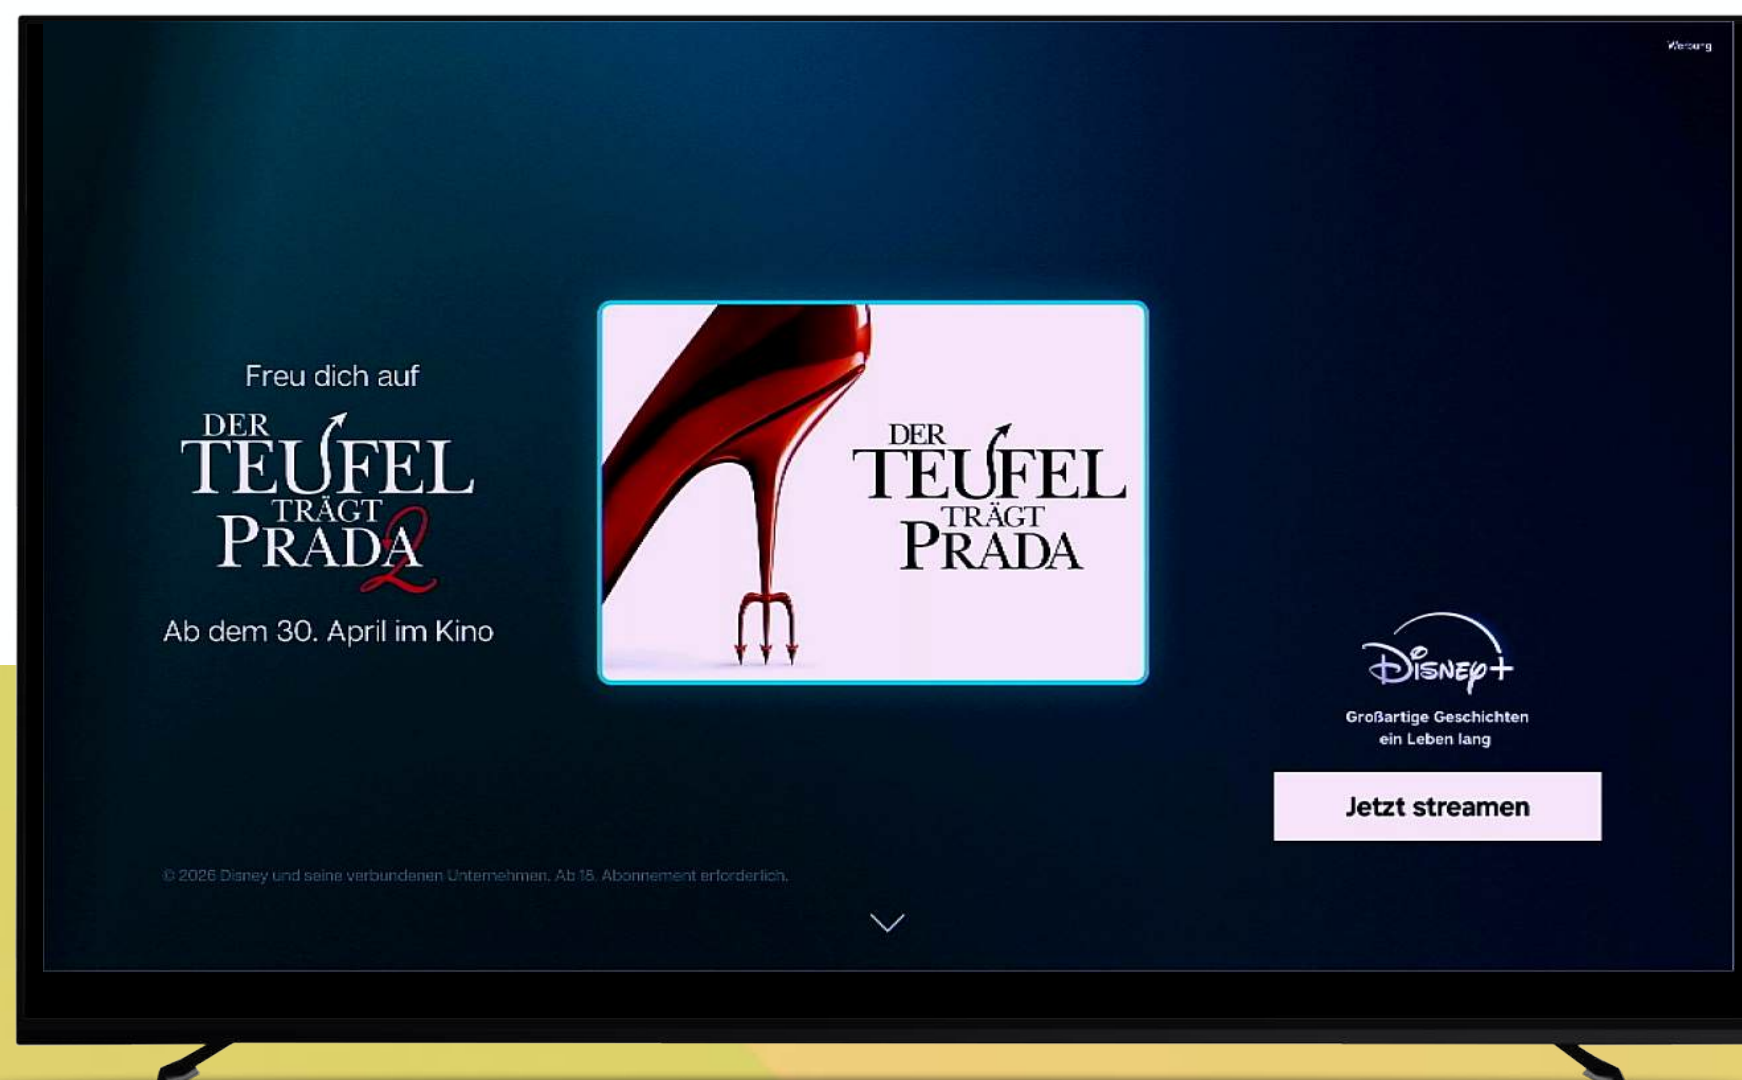 Werbung
Freu dich auf
DER
TEUFEL
TRÄGT
PRADA
2
Ab dem 30. April im Kino
DER
TEUFEL
TRÄGT
PRADA
Disney+
Großartige Geschichten
ein Leben lang
Jetzt streamen
© 2026 Disney und seine verbundenen Unternehmen. Ab 18. Abonnement erforderlich.